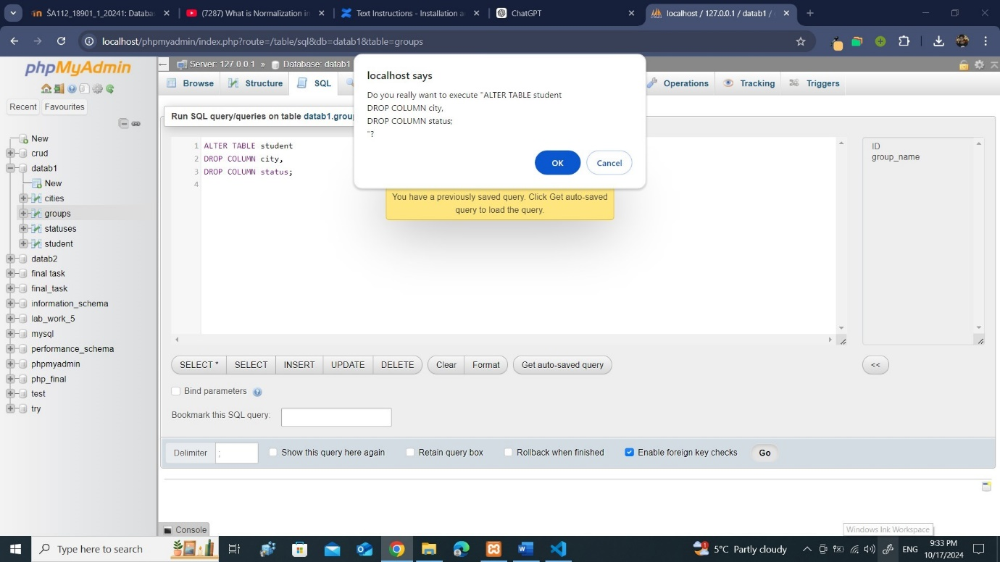 ŠA112_18901_1_20241: Databa
(7287) What is Normalization in
Text Instructions - Installation a
ChatGPT
localhost / 127.0.0.1 / datab1 /
localhost/phpmyadmin/index.php?route=/table/sql&db=datab1&table=groups
phpMyAdmin
Recent
Favourites
New
crud
datab1
New
cities
groups
statuses
student
datab2
final task
final_task
information_schema
lab_work_5
mysql
performance_schema
phpmyadmin
php_final
test
try
Server: 127.0.0.1 » Database: datab1
Browse
Structure
SQL
Operations
Tracking
Triggers
localhost says
Do you really want to execute "ALTER TABLE student
DROP COLUMN city,
DROP COLUMN status;
"?
OK
Cancel
Run SQL query/queries on table datab1.grou
1 ALTER TABLE student
2 DROP COLUMN city,
3 DROP COLUMN status;
4
You have a previously saved query. Click Get auto-saved
query to load the query.
ID
group_name
SELECT *
SELECT
INSERT
UPDATE
DELETE
Clear
Format
Get auto-saved query
<<
Bind parameters
Bookmark this SQL query:
Delimiter
;
Show this query here again
Retain query box
Rollback when finished
Enable foreign key checks
Go
Console
Windows Ink Workspace
Type here to search
1
5°C Partly cloudy
ENG
9:33 PM
10/17/2024